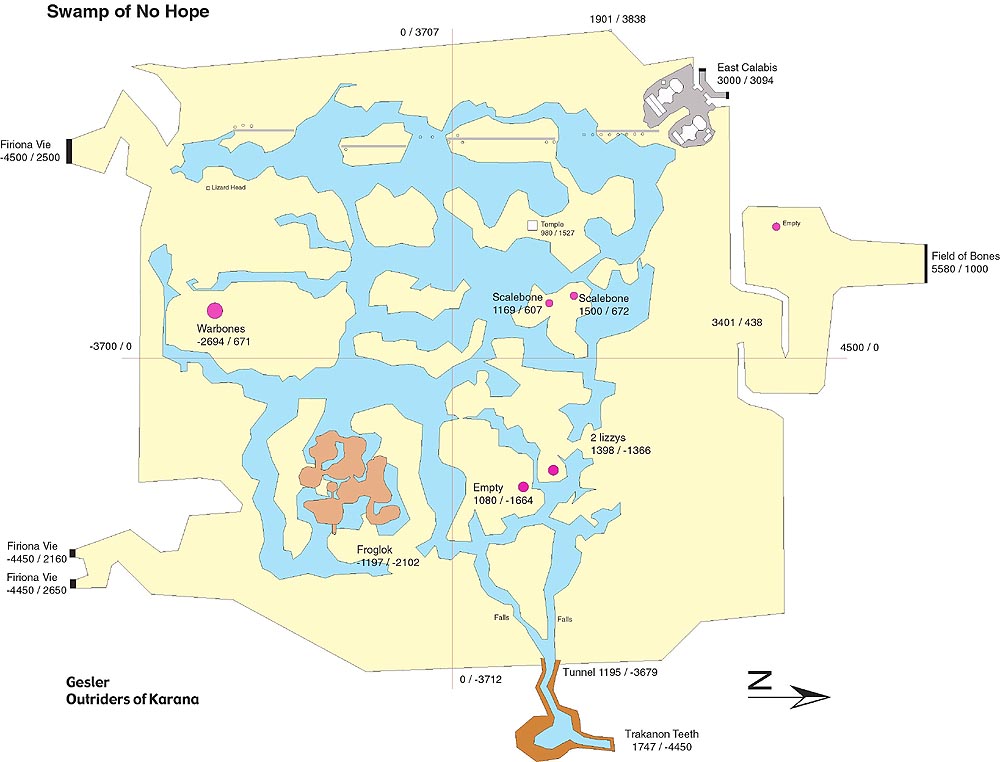 Swamp of No Hope
1901 / 3838
0 / 3707
East Calabis
3000 / 3094
Firiona Vie
-4500 / 2500
Lizard Head
Temple
989 / 1527
Empty
Field of Bones
5580 / 1000
Scalebone
1169 / 607
Scalebone
1500 / 672
Warbones
-2694 / 671
3401 / 438
-3700 / 0
4500 / 0
2 lizzys
1398 / -1366
Empty
1080 / -1664
Froglok
-1197 / -2102
Firiona Vie
-4450 / 2160
Firiona Vie
-4450 / 2650
Falls
Falls
Tunnel 1195 / -3679
0 / -3712
Gesler
Outriders of Karana
N
Trakanon Teeth
1747 / -4450